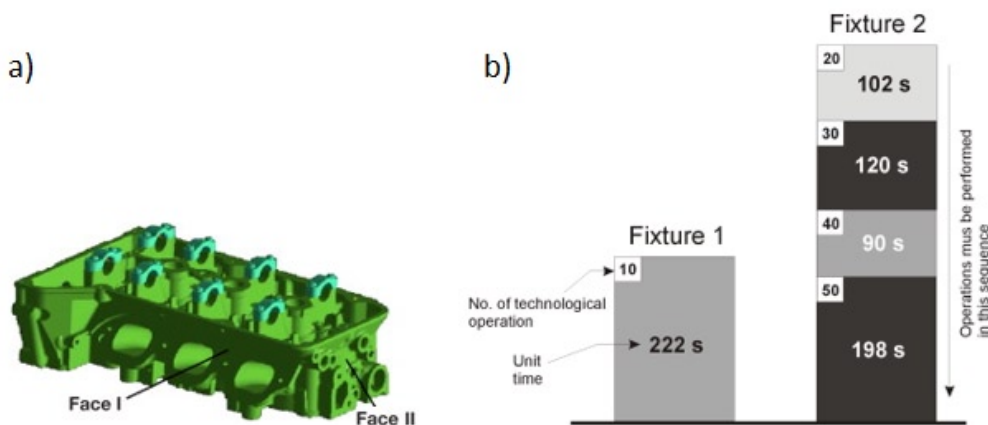 a)
Face I
Face II
b)
Fixture 1
10
No. of technological
operation
Unit
time
222 s
Fixture 2
20
102 s
30
120 s
40
90 s
50
198 s
Operations mus be performed
in this sequence